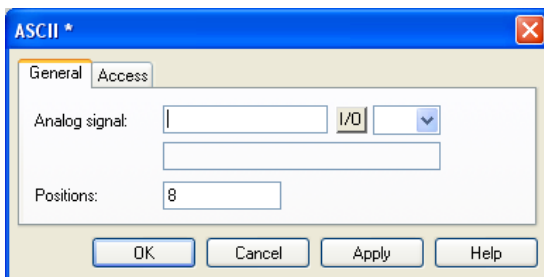 ASCII *
General Access
Analog signal: I/O
Positions: 8
OK Cancel Apply Help